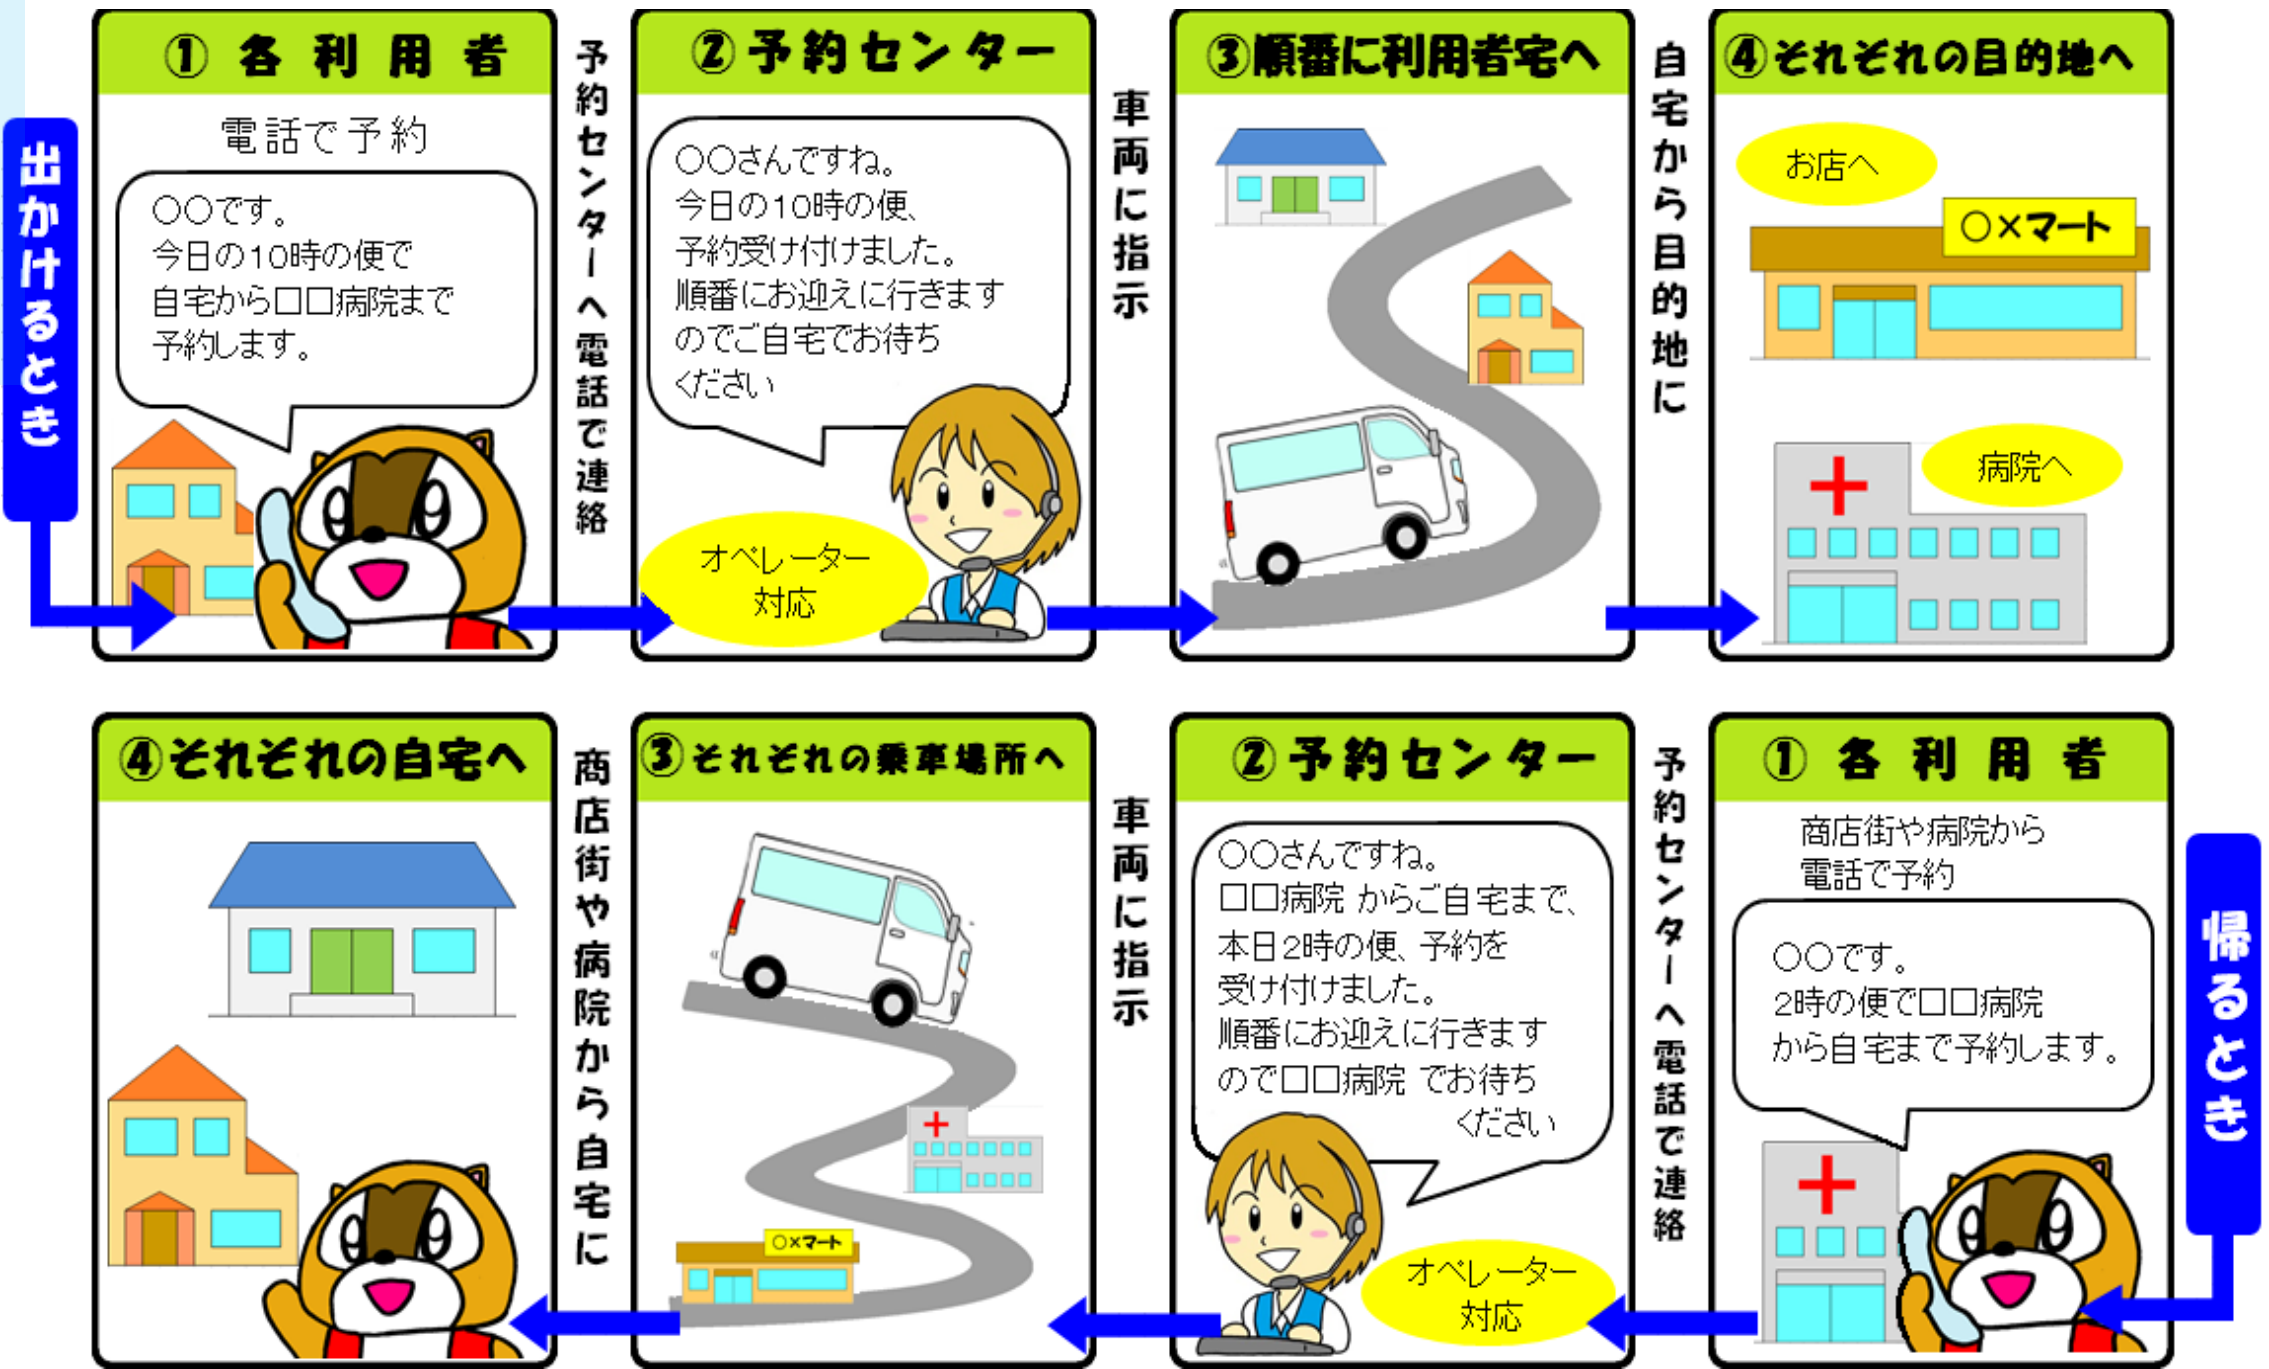 出かけるとき
① 各利用者
電話で予約
〇〇です。
今日の10時の便で
自宅から□□病院まで
予約します。
予約センターへ電話で連絡
②予約センター
〇〇さんですね。
今日の10時の便、
予約受け付けました。
順番にお迎えに行きます
のでご自宅でお待ち
ください
オペレーター
対応
車両に指示
③順番に利用者宅へ
自宅から目的地に
④それぞれの目的地へ
お店へ
〇×マート
病院へ
帰るとき
① 各利用者
商店街や病院から
電話で予約
〇〇です。
2時の便で□□病院
から自宅まで予約します。
予約センターへ電話で連絡
②予約センター
〇〇さんですね。
□□病院 からご自宅まで、
本日2時の便、予約を
受け付けました。
順番にお迎えに行きます
ので□□病院 でお待ち
ください
オペレーター
対応
車両に指示
③それぞれの乗車場所へ
〇×マート
商店街や病院から自宅に
④それぞれの自宅へ